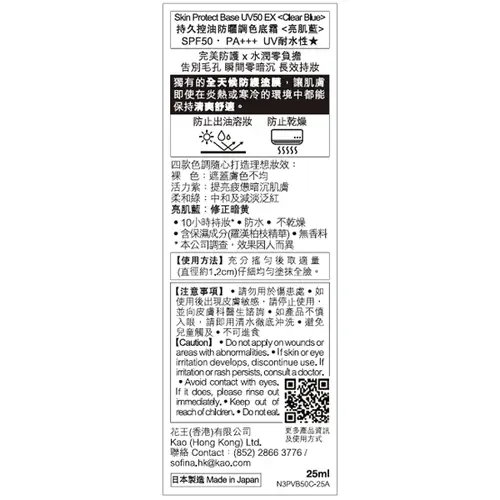 Skin Protect Base UV50 EX <Clear Blue>
持久控油防曬調色底霜 <亮肌藍>
SPF50・PA+++ UV耐水性★
完美防護 x 水潤零負擔
告別毛孔 瞬間零暗沉 長效持妝
獨有的全天候防護塗膜，讓肌膚
即使在炎熱或寒冷的環境中都能
保持清爽舒適。
防止出油溶妝 防止乾燥
四款色調隨心打造理想妝效：
裸 色：遮蓋膚色不均
活力紫：提亮疲憊暗沉肌膚
柔和綠：中和及減淡泛紅
亮肌藍：修正暗黄
•10小時持妝* •防水 • 不乾燥
•含保濕成分(羅漢柏枝精華) •無香料
*本公司調查，效果因人而異
【使用方法】充分搖勻後取適量
(直徑約1.2cm)仔細均勻塗抹全臉。
【注意事項】•請勿用於傷患處•如
使用後出現皮膚敏感，請停止使用，
並向皮膚科醫生諮詢•如產品不慎
入眼，請即用清水徹底沖洗•避免
兒童觸及•不可進食
【Caution】 •Do not apply on wounds or
areas with abnormalities. •If skin or eye
irritation develops, discontinue use. If
irritation or rash persists, consult a doctor.
•Avoid contact with eyes.
If it does, please rinse out
immediately. •Keep out of
reach of children. •Do not eat.
花王(香港)有限公司
Kao (Hong Kong) Ltd.
聯絡 Contact：(852) 2866 3776 /
sofina.hk@kao.com
更多產品資訊
及使用方式
日本製造 Made in Japan
25ml
N3PVB50C-25A